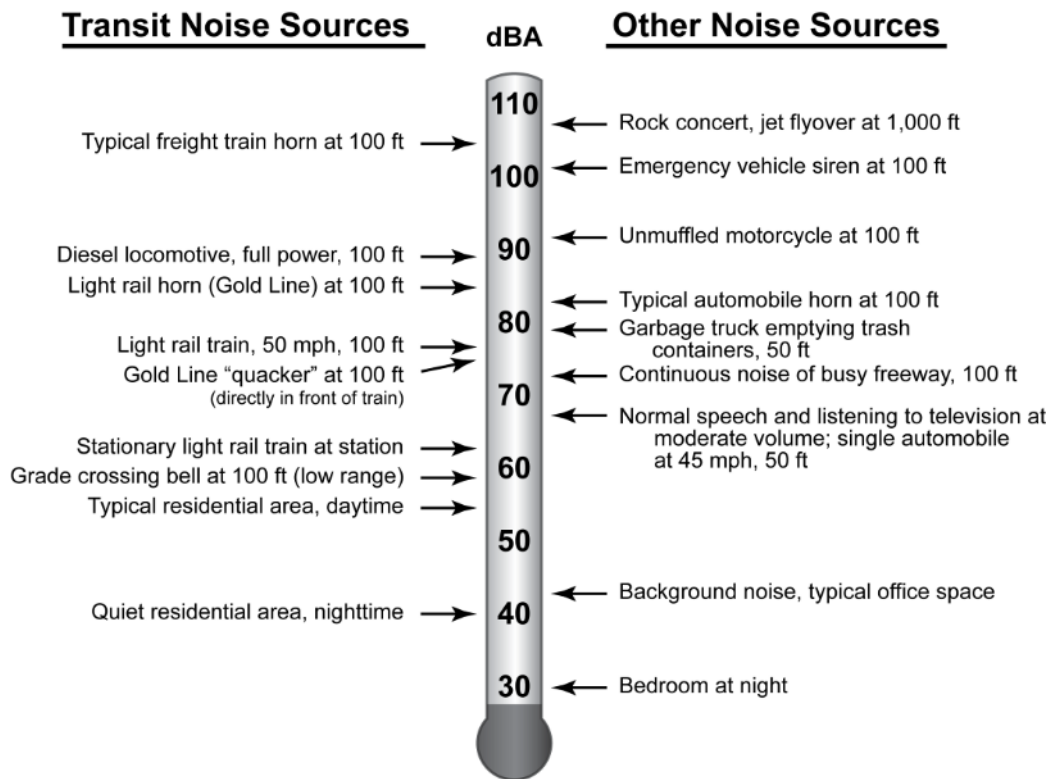 Transit Noise Sources
dBA
Other Noise Sources
110
Rock concert, jet flyover at 1,000 ft
Typical freight train horn at 100 ft
Emergency vehicle siren at 100 ft
100
Unmuffled motorcycle at 100 ft
90
Diesel locomotive, full power, 100 ft
Light rail horn (Gold Line) at 100 ft
Typical automobile horn at 100 ft
80
Garbage truck emptying trash
containers, 50 ft
Light rail train, 50 mph, 100 ft
Gold Line “quacker” at 100 ft
(directly in front of train)
Continuous noise of busy freeway, 100 ft
70
Normal speech and listening to television at
moderate volume; single automobile
at 45 mph, 50 ft
Stationary light rail train at station
60
Grade crossing bell at 100 ft (low range)
Typical residential area, daytime
50
Background noise, typical office space
Quiet residential area, nighttime
40
30
Bedroom at night